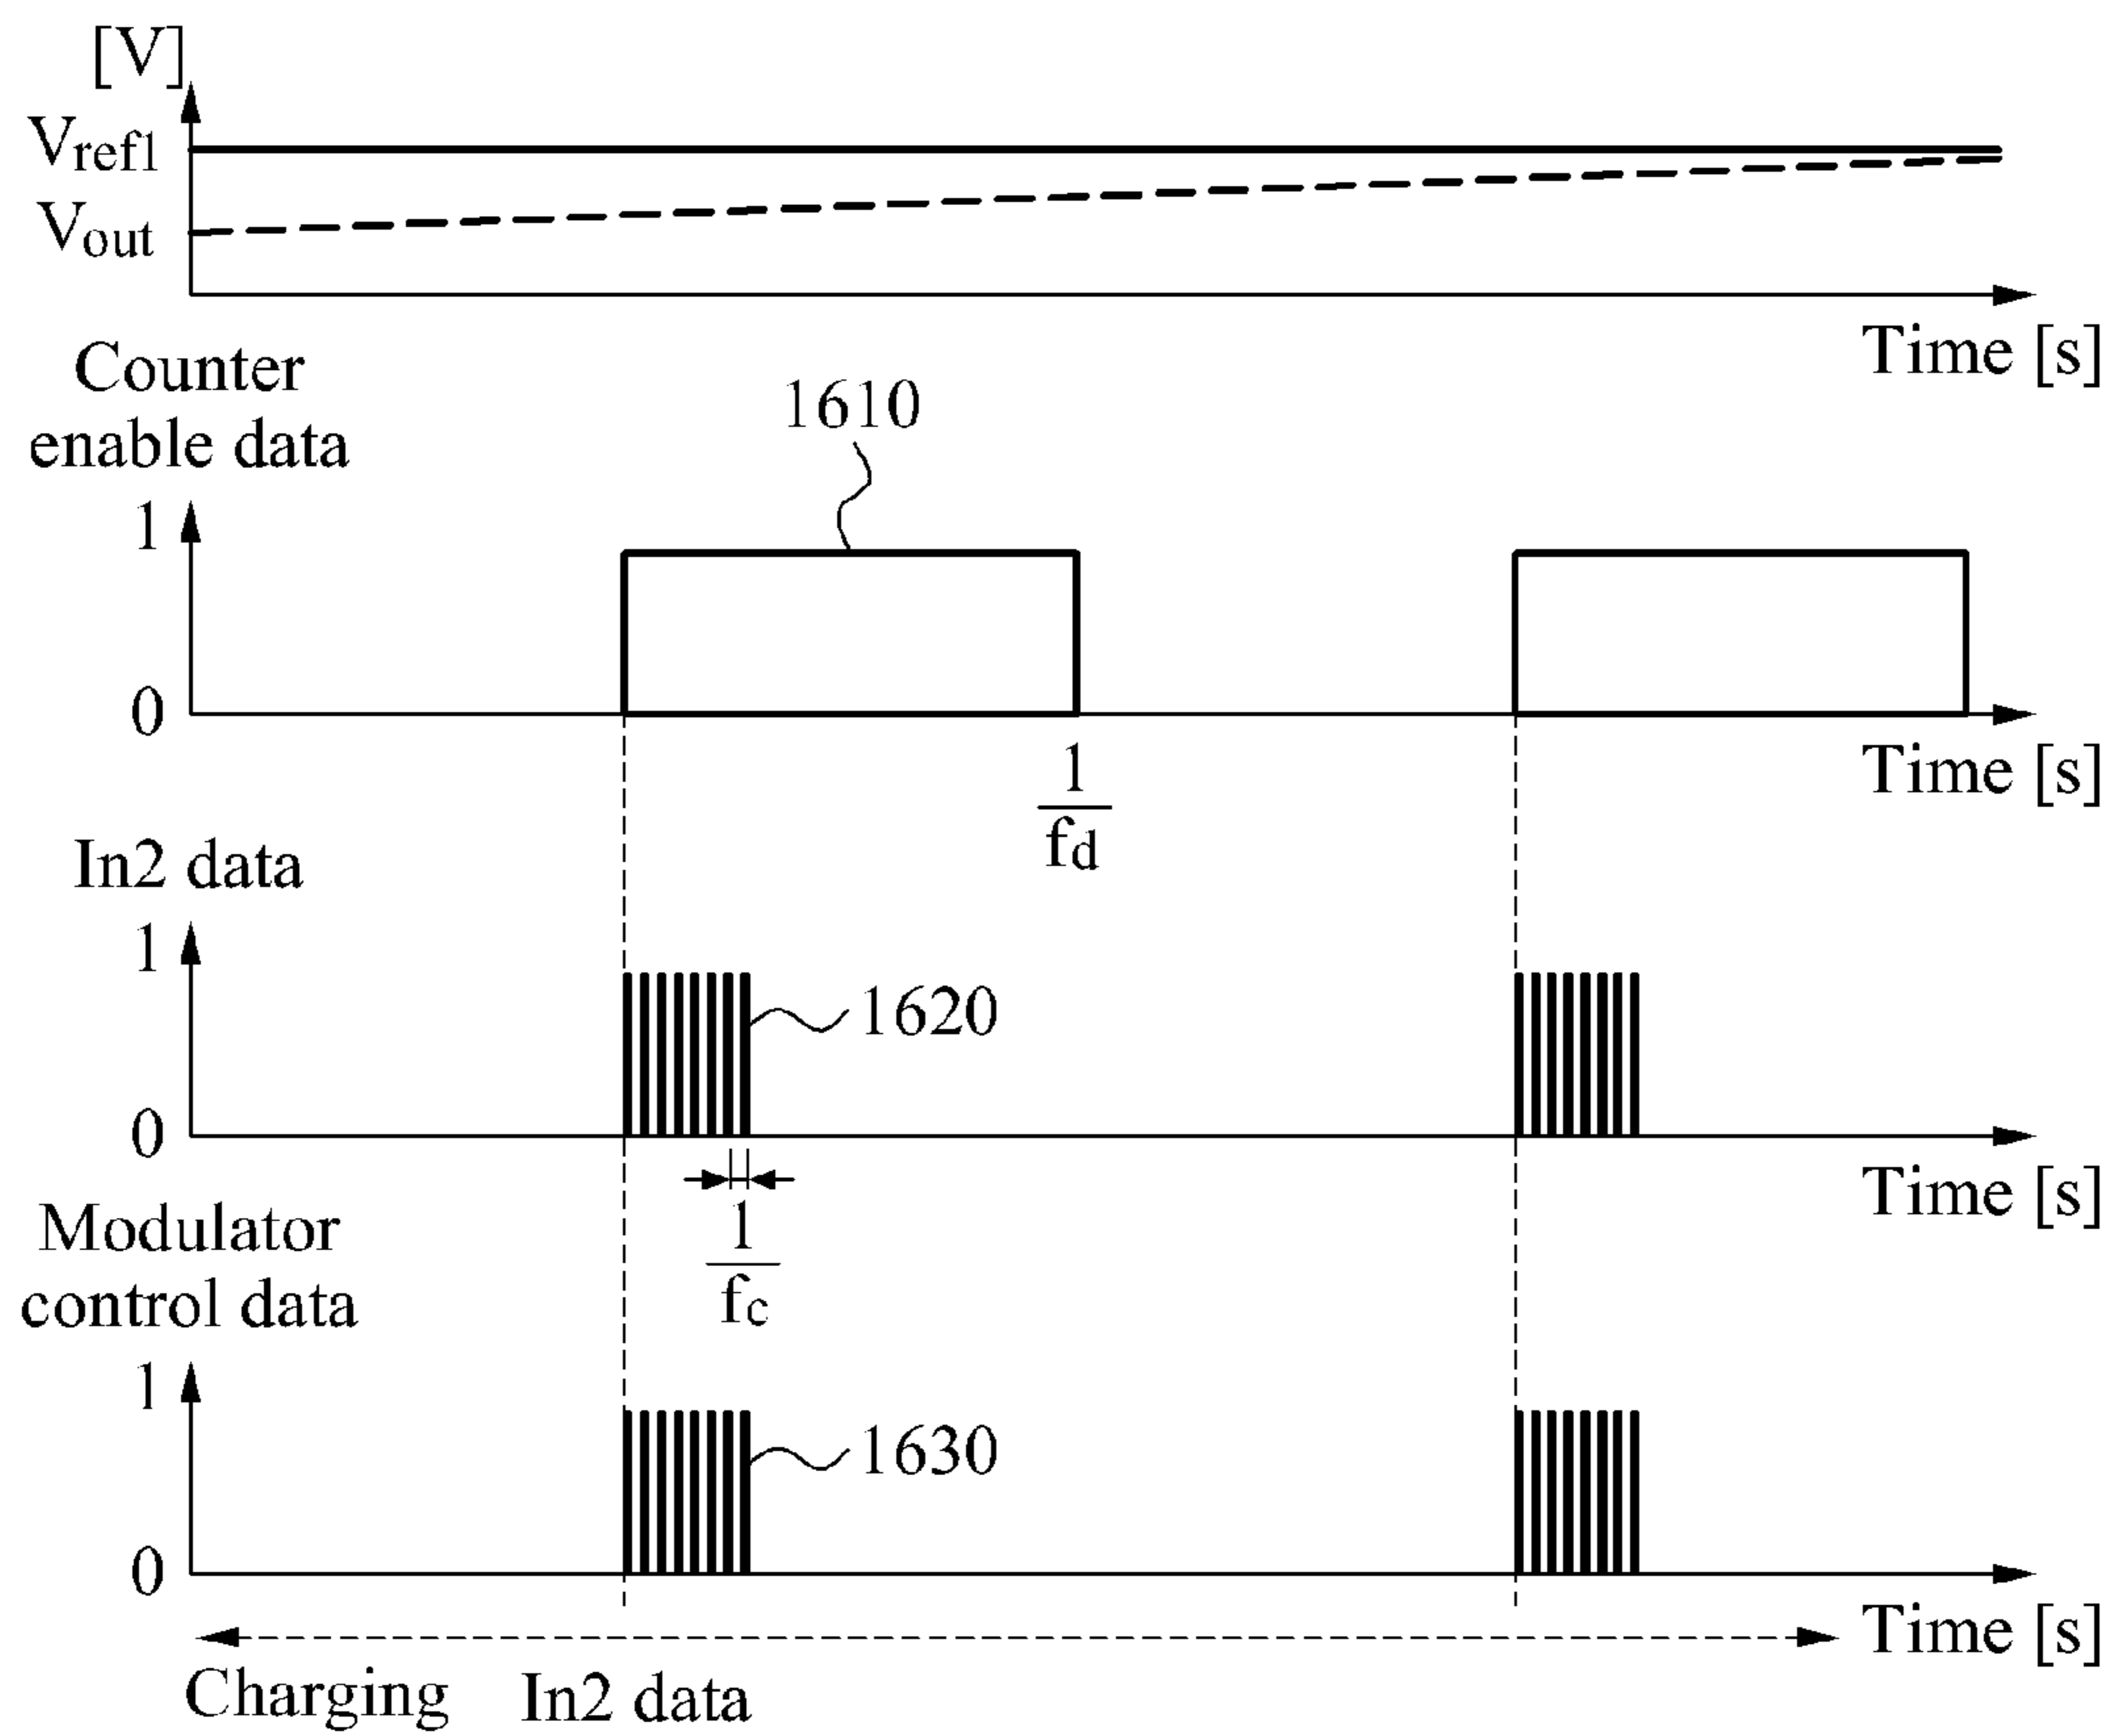 [V]
Vref1
Vout
Time [s]
Counter
enable data
1610
1
0
Time [s]
1
fd
In2 data
1
1620
0
Time [s]
1
fc
Modulator
control data
1
1630
0
Time [s]
Charging In2 data